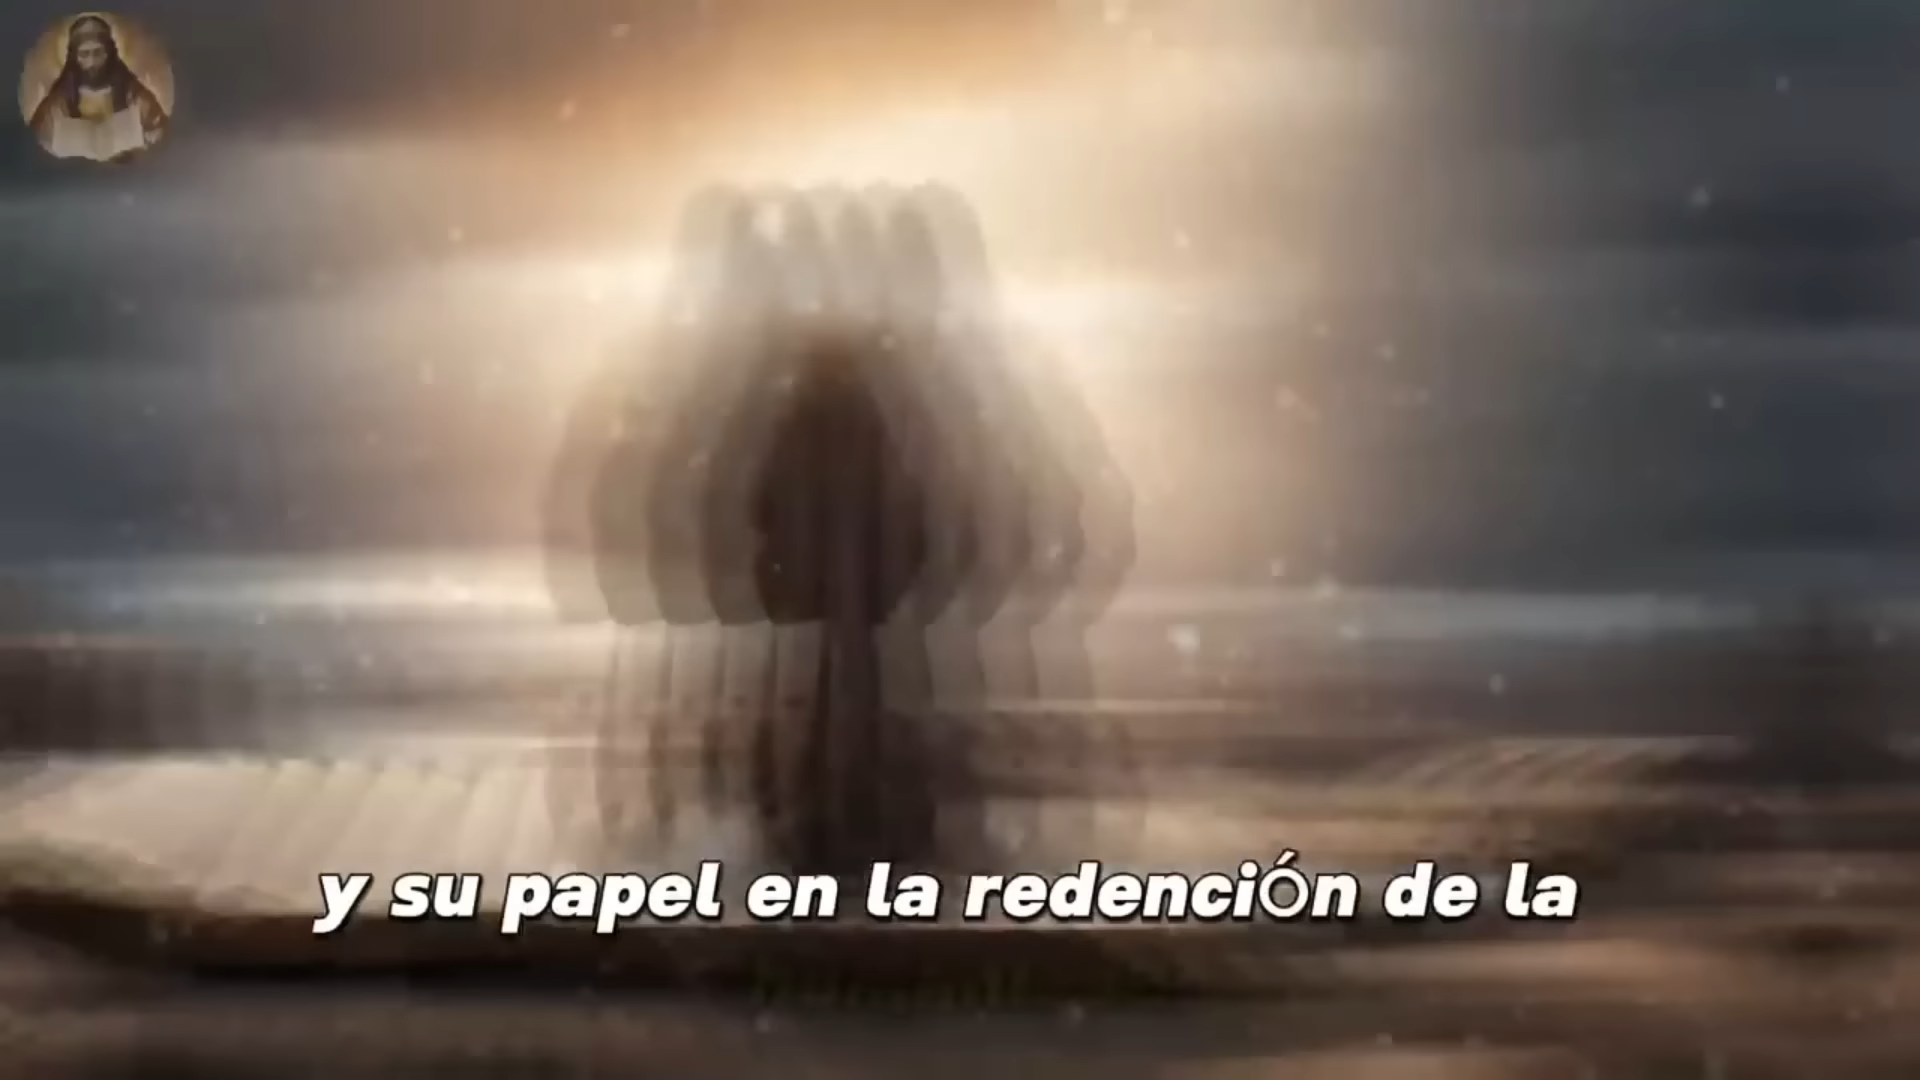 y su papel en la redención de la